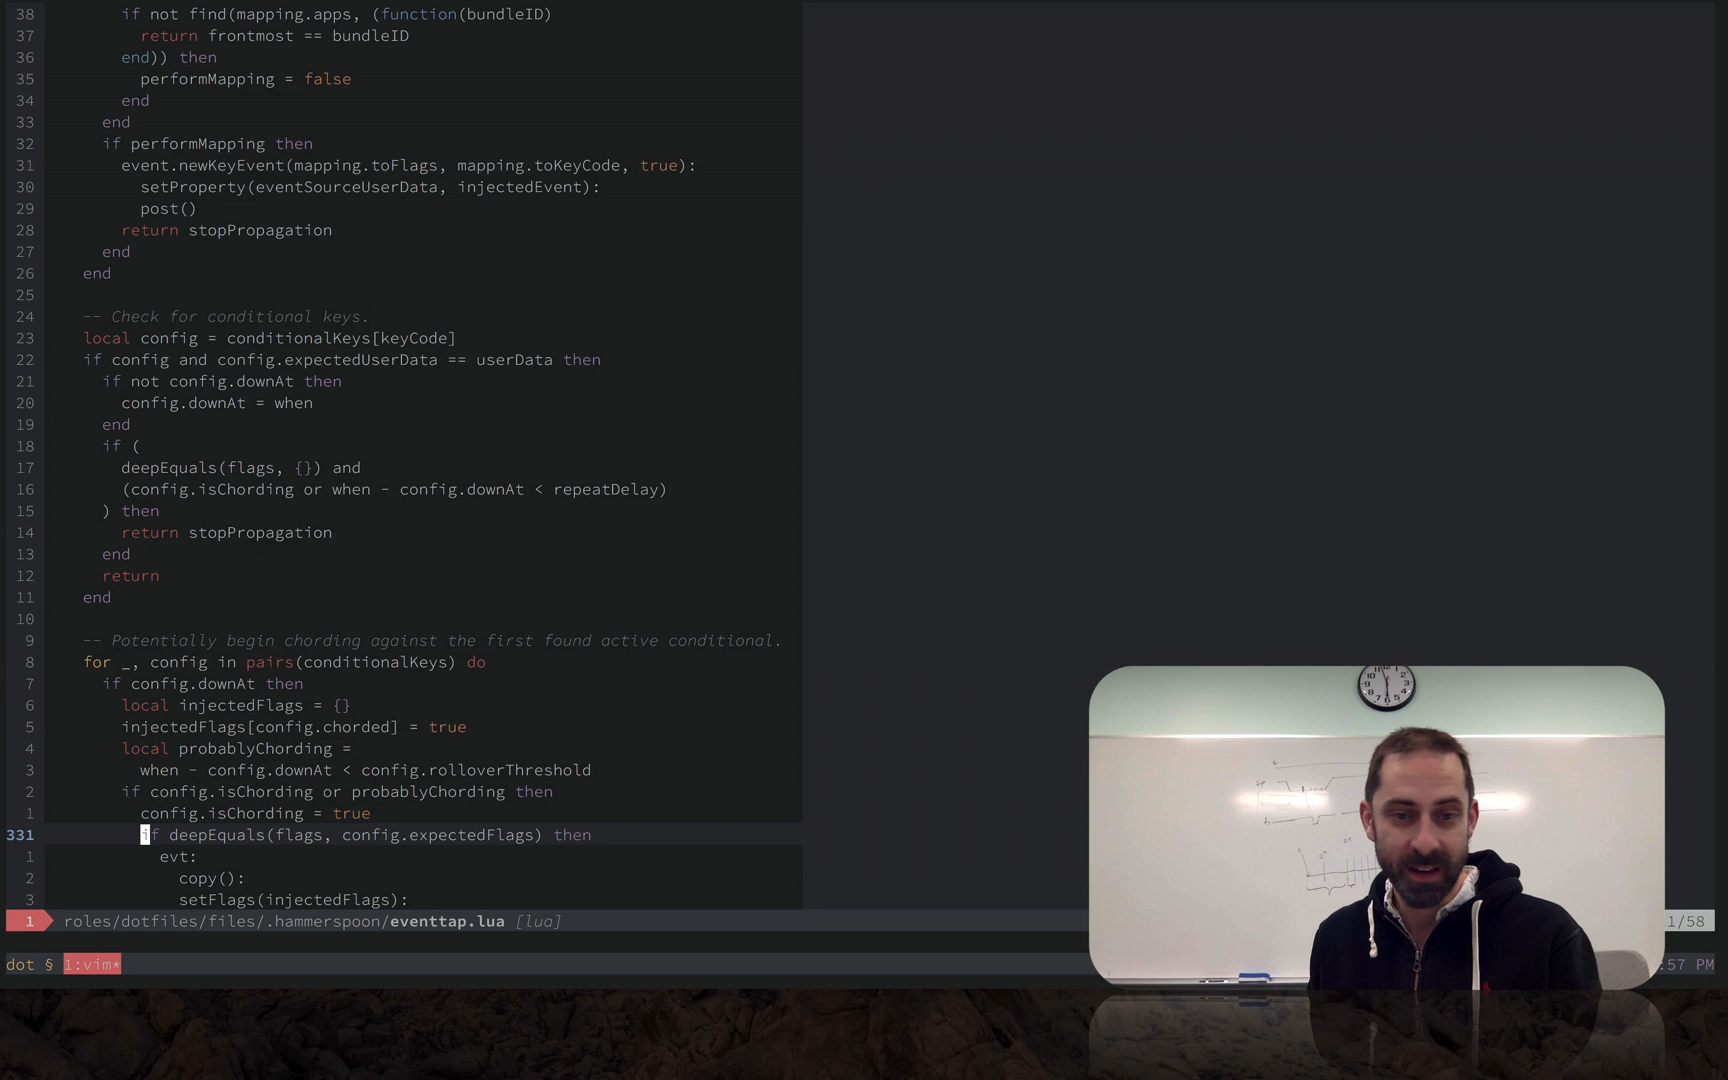 38 if not find(mapping.apps, (function(bundleID)
37 return frontmost == bundleID
36 end)) then
35 performMapping = false
34 end
33 end
32 if performMapping then
31 event.newKeyEvent(mapping.toFlags, mapping.toKeyCode, true):
30 setProperty(eventSourceUserData, injectedEvent):
29 post()
28 return stopPropagation
27 end
26 end
25
24 -- Check for conditional keys.
23 local config = conditionalKeys[keyCode]
22 if config and config.expectedUserData == userData then
21 if not config.downAt then
20 config.downAt = when
19 end
18 if (
17 deepEquals(flags, {}) and
16 (config.isChording or when - config.downAt < repeatDelay)
15 ) then
14 return stopPropagation
13 end
12 return
11 end
10
9 -- Potentially begin chording against the first found active conditional.
8 for _, config in pairs(conditionalKeys) do
7 if config.downAt then
6 local injectedFlags = {}
5 injectedFlags[config.chorded] = true
4 local probablyChording =
3 when - config.downAt < config.rolloverThreshold
2 if config.isChording or probablyChording then
1 config.isChording = true
331 if deepEquals(flags, config.expectedFlags) then
1 evt:
2 copy():
3 setFlags(injectedFlags):
1 roles/dotfiles/files/.hammerspoon/eventtap.lua [lua] 1/58
dot § 1:vim* :57 PM